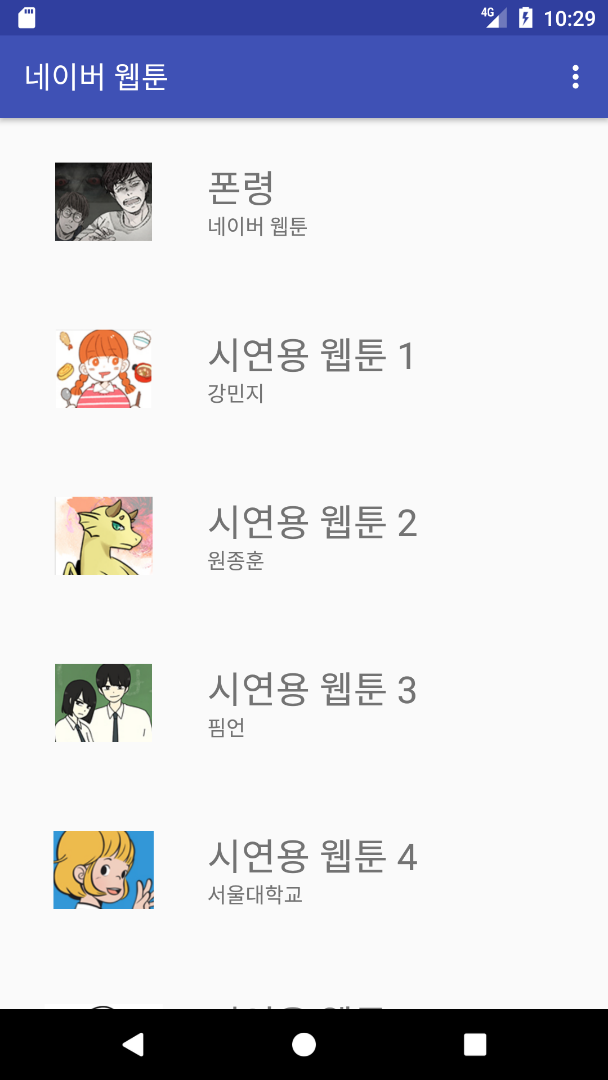 4G 10:29
네이버 웹툰
폰령
네이버 웹툰
시연용 웹툰 1
강민지
시연용 웹툰 2
원종훈
시연용 웹툰 3
핌언
시연용 웹툰 4
서울대학교